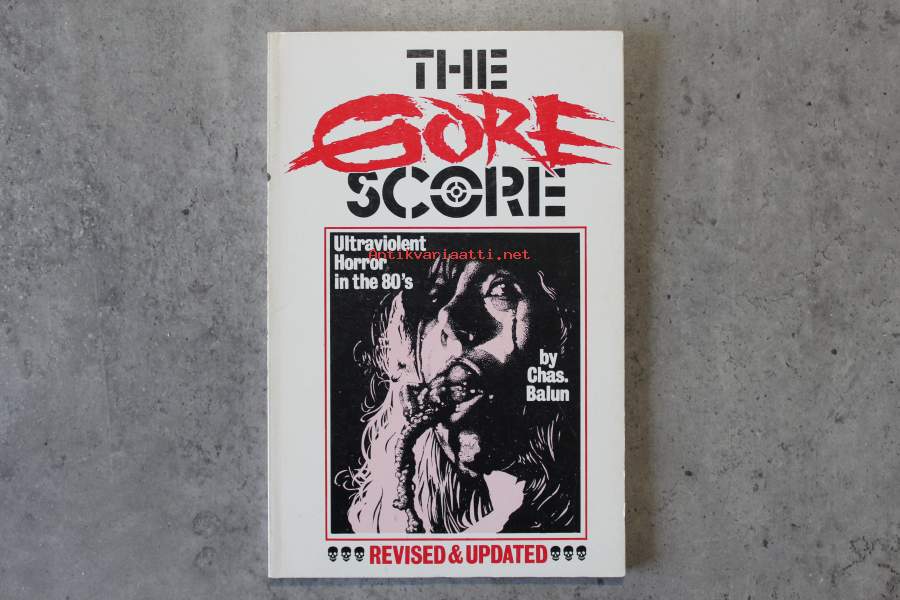 THE
GORE
SCORE
Ultraviolent
Horror
in the 80's
Antikvariaatti.net
by
Chas.
Balun
REVISED & UPDATED